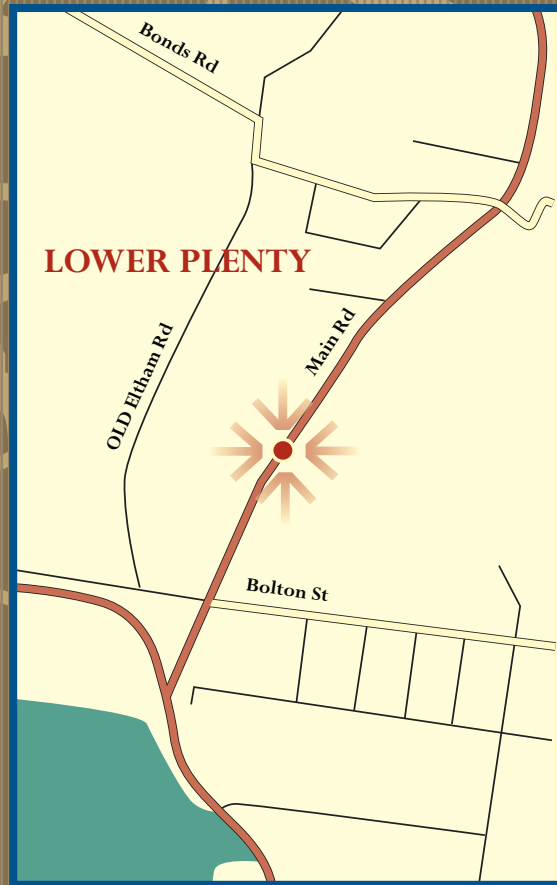 Bonds Rd
LOWER PLENTY
Main Rd
OLD Eltham Rd
Bolton St